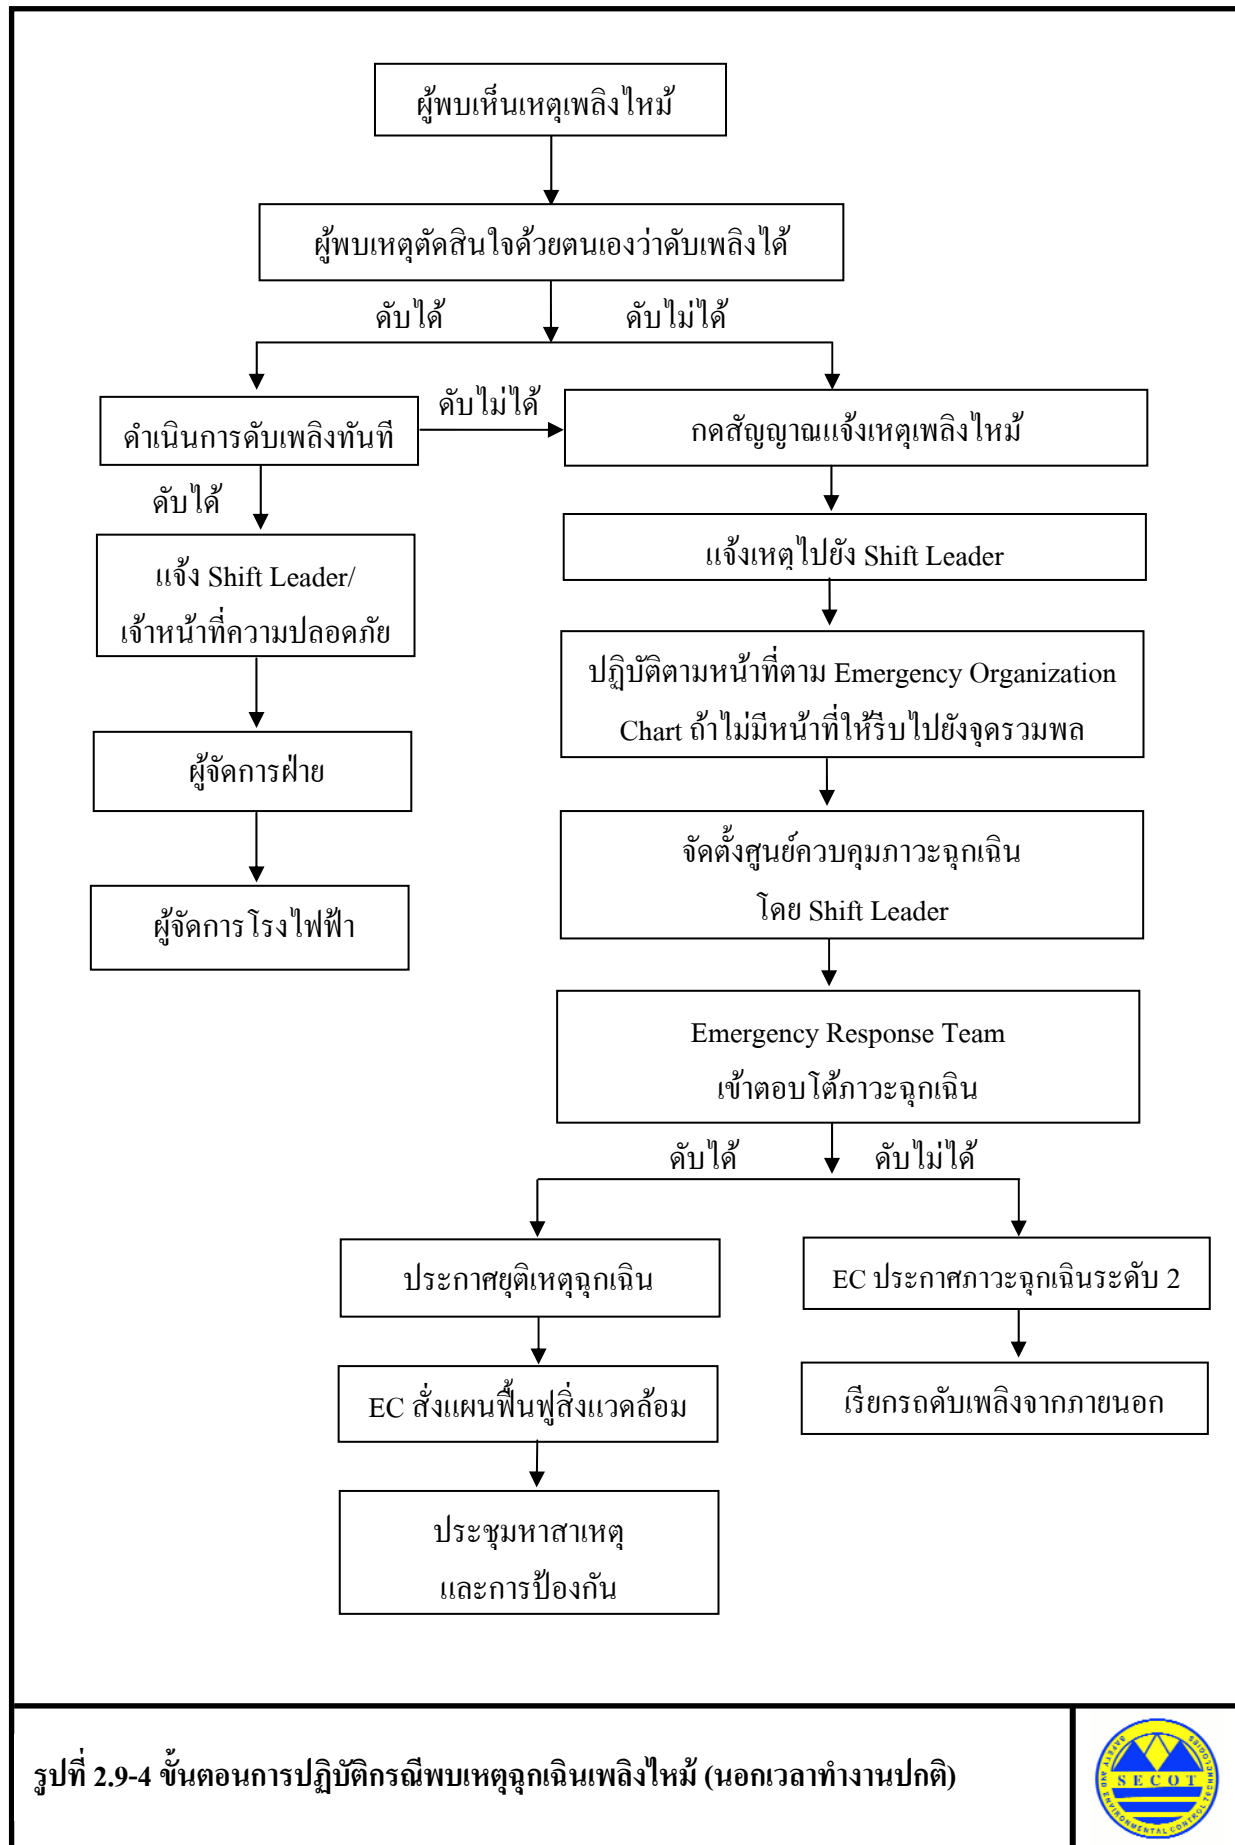 ผู้พบเห็นเหตุเพลิงไหม้
ผู้พบเหตุตัดสินใจด้วยตนเองว่าดับเพลิงได้
ดับได้
ดับไม่ได้
ดำเนินการดับเพลิงทันที
ดับไม่ได้
กดสัญญาณแจ้งเหตุเพลิงไหม้
ดับได้
แจ้ง Shift Leader/
เจ้าหน้าที่ความปลอดภัย
ผู้จัดการฝ่าย
ผู้จัดการโรงไฟฟ้า
แจ้งเหตุไปยัง Shift Leader
ปฏิบัติตามหน้าที่ตาม Emergency Organization
Chart ถ้าไม่มีหน้าที่ให้รีบไปยังจุดรวมพล
จัดตั้งศูนย์ควบคุมภาวะฉุกเฉิน
โดย Shift Leader
Emergency Response Team
เข้าตอบโต้ภาวะฉุกเฉิน
ดับได้
ดับไม่ได้
ประกาศยุติเหตุฉุกเฉิน
EC สั่งแผนฟื้นฟูสิ่งแวดล้อม
ประชุมหาสาเหตุ
และการป้องกัน
EC ประกาศภาวะฉุกเฉินระดับ 2
เรียกรถดับเพลิงจากภายนอก
รูปที่ 2.9-4 ขั้นตอนการปฏิบัติกรณีพบเหตุฉุกเฉินเพลิงไหม้ (นอกเวลาทำงานปกติ)
SECOT
SAFETY AND ENVIRONMENTAL CONTROL TECHNOLOGIES